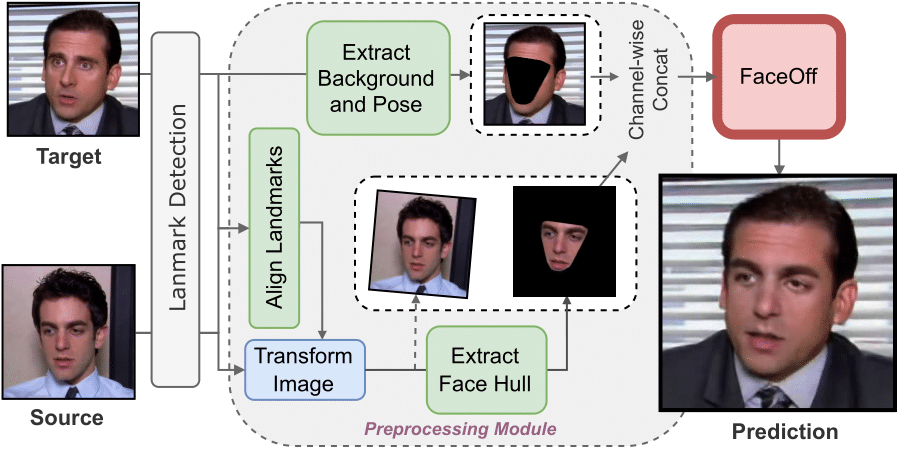 Target
Source
Lanmark Detection
Extract
Background
and Pose
Align Landmarks
Transform
Image
Extract
Face Hull
Preprocessing Module
Channel-wise
Concat
FaceOff
Prediction